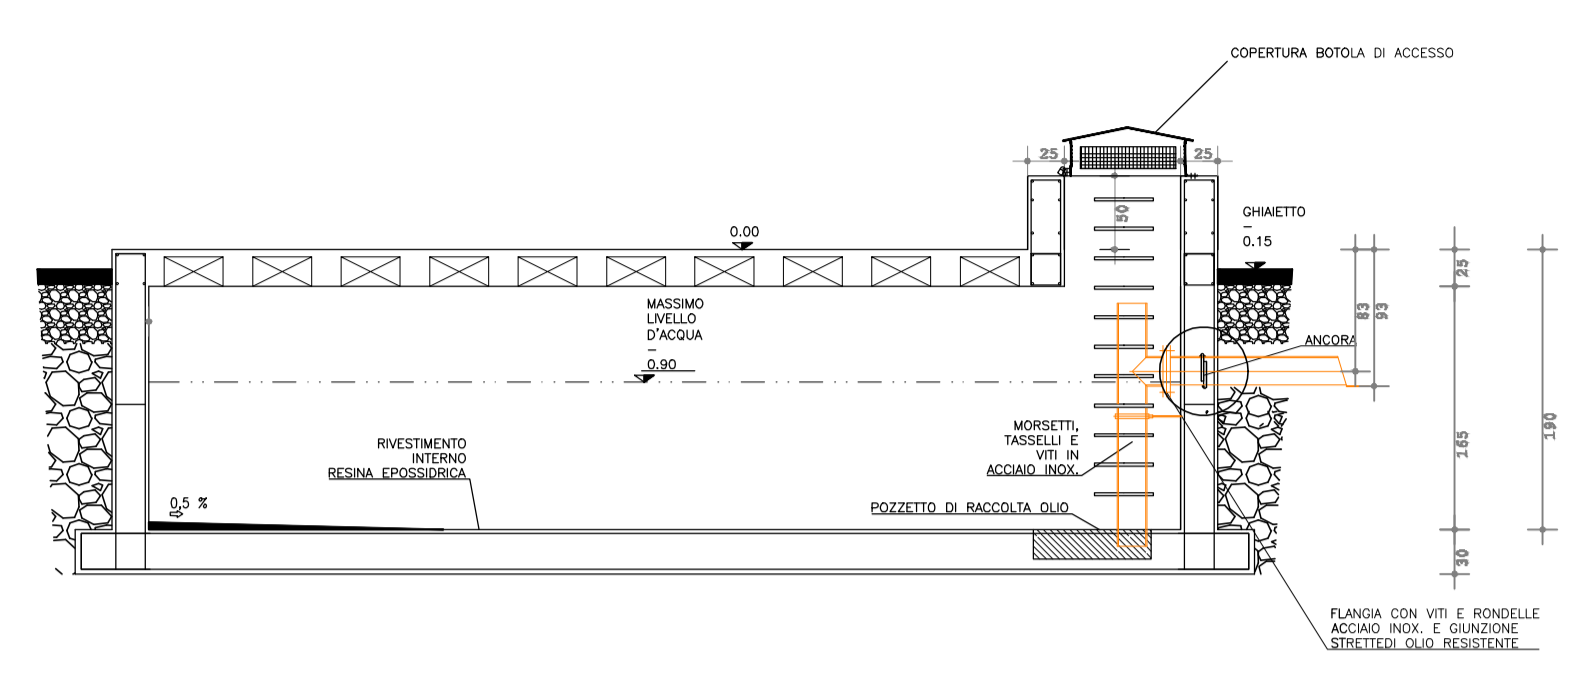 COPERTURA BOTOLA DI ACCESSO
25
25
50
GHIAIETTO
–
0.15
0.00
25
83
93
MASSIMO
LIVELLO
D'ACQUA
–
0.90
ANCORA
MORSETTI,
TASSELLI E
VITI IN
ACCIAIO INOX.
165
190
RIVESTIMENTO
INTERNO
RESINA EPOSSIDRICA
0,5 %
POZZETTO DI RACCOLTA OLIO
30
FLANGIA CON VITI E RONDELLE
ACCIAIO INOX. E GIUNZIONE
STRETTEDI OLIO RESISTENTE